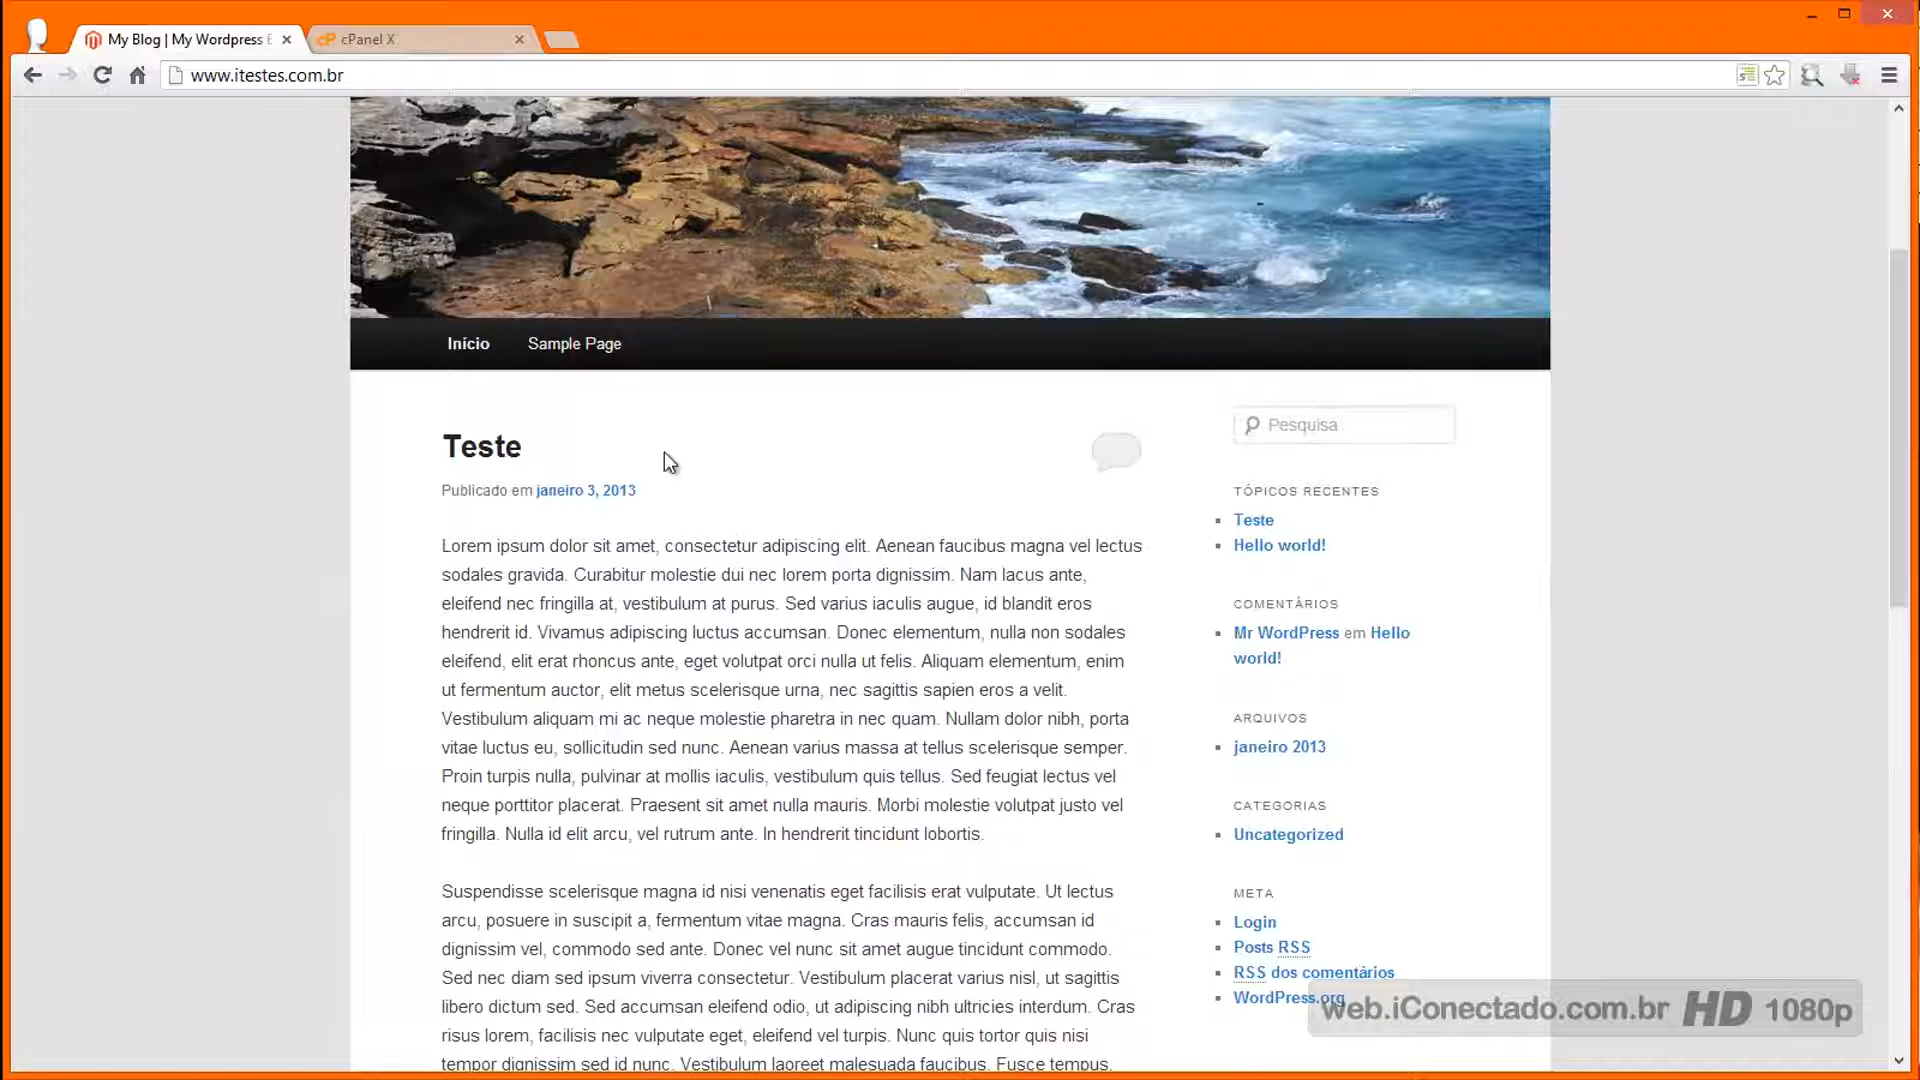 My Blog | My Wordpress B
cPanel X
www.itestes.com.br
Início
Sample Page
Teste
Publicado em janeiro 3, 2013
Lorem ipsum dolor sit amet, consectetur adipiscing elit. Aenean faucibus magna vel lectus
sodales gravida. Curabitur molestie dui nec lorem porta dignissim. Nam lacus ante,
eleifend nec fringilla at, vestibulum at purus. Sed varius iaculis augue, id blandit eros
hendrerit id. Vivamus adipiscing luctus accumsan. Donec elementum, nulla non sodales
eleifend, elit erat rhoncus ante, eget volutpat orci nulla ut felis. Aliquam elementum, enim
ut fermentum auctor, elit metus scelerisque urna, nec sagittis sapien eros a velit.
Vestibulum aliquam mi ac neque molestie pharetra in nec quam. Nullam dolor nibh, porta
vitae luctus eu, sollicitudin sed nunc. Aenean varius massa at tellus scelerisque semper.
Proin turpis nulla, pulvinar at mollis iaculis, vestibulum quis tellus. Sed feugiat lectus vel
neque porttitor placerat. Praesent sit amet nulla mauris. Morbi molestie volutpat justo vel
fringilla. Nulla id elit arcu, vel rutrum ante. In hendrerit tincidunt lobortis.
Suspendisse scelerisque magna id nisi venenatis eget facilisis erat vulputate. Ut lectus
arcu, posuere in suscipit a, fermentum vitae magna. Cras mauris felis, accumsan id
dignissim vel, commodo sed ante. Donec vel nunc sit amet augue tincidunt commodo.
Sed nec diam sed ipsum viverra consectetur. Vestibulum placerat varius nisl, ut sagittis
libero dictum sed. Sed accumsan eleifend odio, ut adipiscing nibh ultricies interdum. Cras
risus lorem, facilisis nec vulputate eget, eleifend vel turpis. Nunc quis tortor quis nisi
tempor dignissim sed id nunc. Vestibulum laoreet malesuada faucibus. Fusce tempus.
Pesquisa
TÓPICOS RECENTES
Teste
Hello world!
COMENTÁRIOS
Mr WordPress em Hello
world!
ARQUIVOS
janeiro 2013
CATEGORIAS
Uncategorized
META
Login
Posts RSS
RSS dos comentários
WordPress.org
web.iConectado.com.br HD 1080p